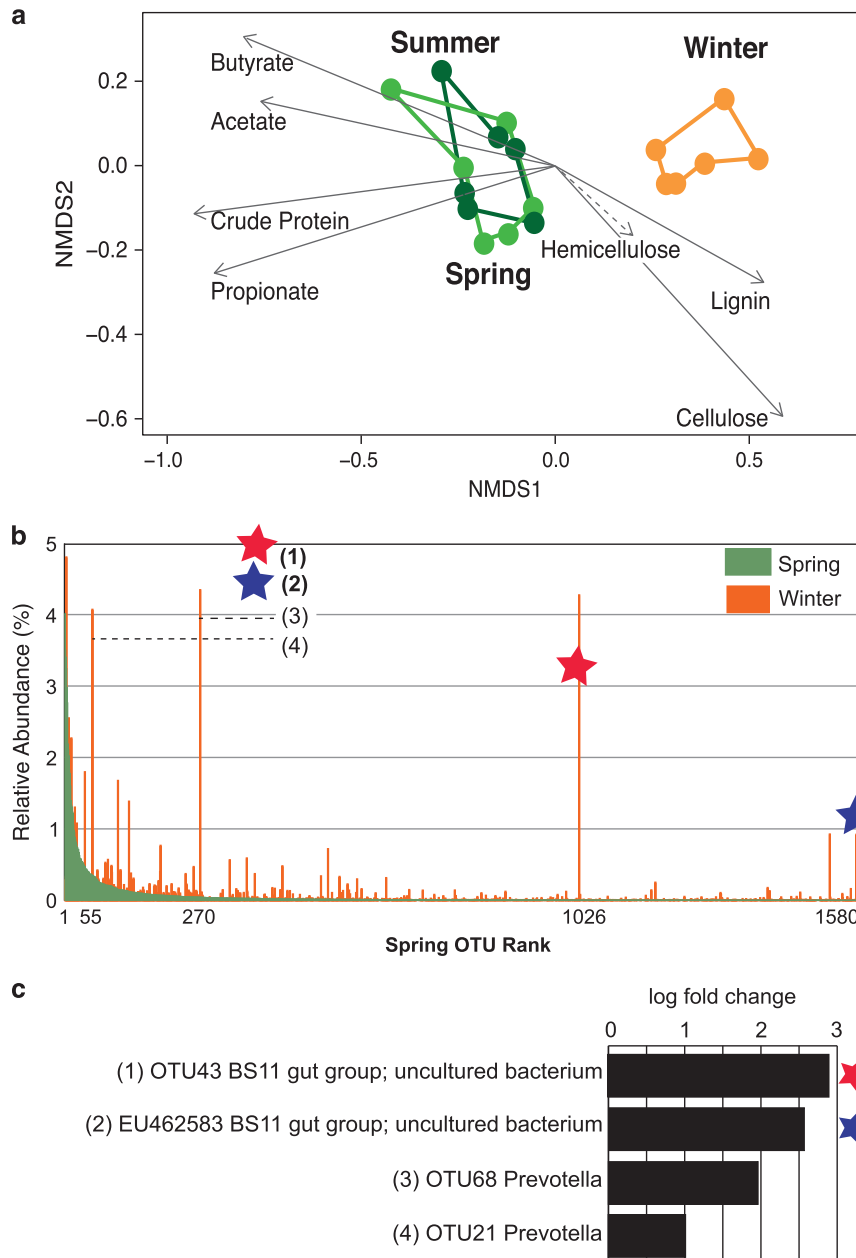 a
Summer
Winter
Butyrate
Acetate
Crude Protein
Propionate
Spring
Hemicellulose
Lignin
Cellulose
0.2
0.0
−0.2
−0.4
−0.6
NMDS2
−1.0
−0.5
0.0
0.5
NMDS1
b
5
4
3
2
1
0
Relative Abundance (%)
(1)
(2)
(3)
(4)
Spring
Winter
1 55
270
1026
1580
Spring OTU Rank
c
log fold change
0 1 2 3
(1) OTU43 BS11 gut group; uncultured bacterium
(2) EU462583 BS11 gut group; uncultured bacterium
(3) OTU68 Prevotella
(4) OTU21 Prevotella